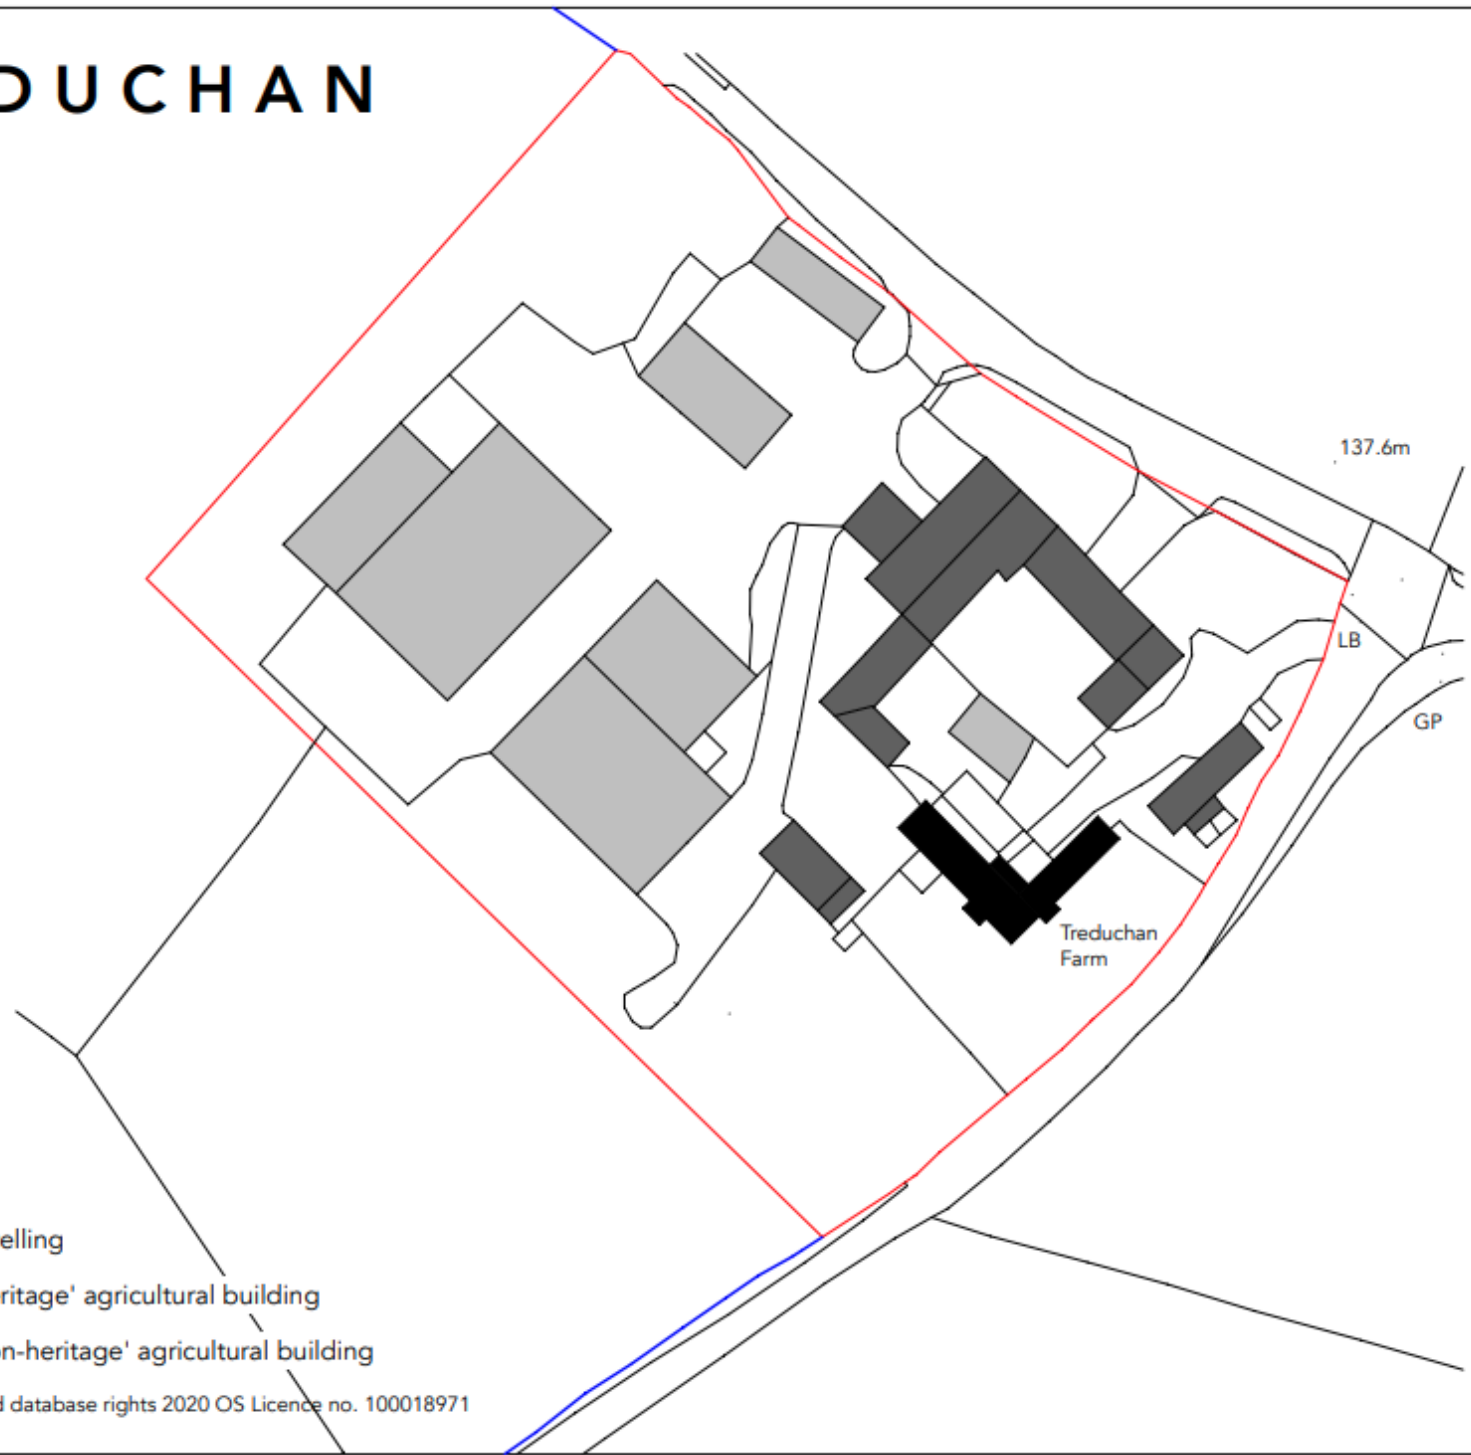 DUCHAN
137.6m
LB
GP
Treduchan
Farm
elling
ritage' agricultural building
n-heritage' agricultural building
d database rights 2020 OS Licence no. 100018971